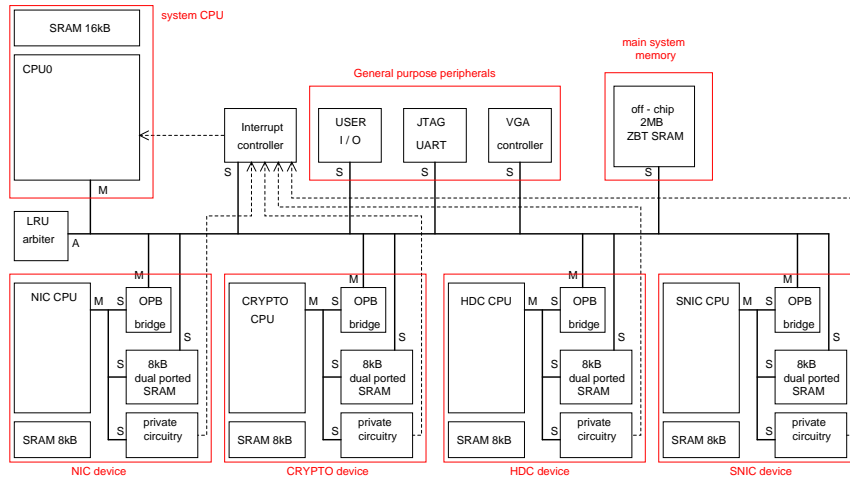 system CPU
SRAM 16kB
CPU0
main system
memory
General purpose peripherals
Interrupt
controller
USER
I / O
JTAG
UART
VGA
controller
off - chip
2MB
ZBT SRAM
S
S
S
S
S
M
LRU
arbiter
A
M
M
M
M
NIC CPU
M
S
OPB
bridge
S
S
8kB
dual ported
SRAM
SRAM 8kB
S
private
circuitry
NIC device
CRYPTO
CPU
M
S
OPB
bridge
S
S
8kB
dual ported
SRAM
SRAM 8kB
S
private
circuitry
CRYPTO device
HDC CPU
M
S
OPB
bridge
S
S
8kB
dual ported
SRAM
SRAM 8kB
S
private
circuitry
HDC device
SNIC CPU
M
S
OPB
bridge
S
S
8kB
dual ported
SRAM
SRAM 8kB
S
private
circuitry
SNIC device